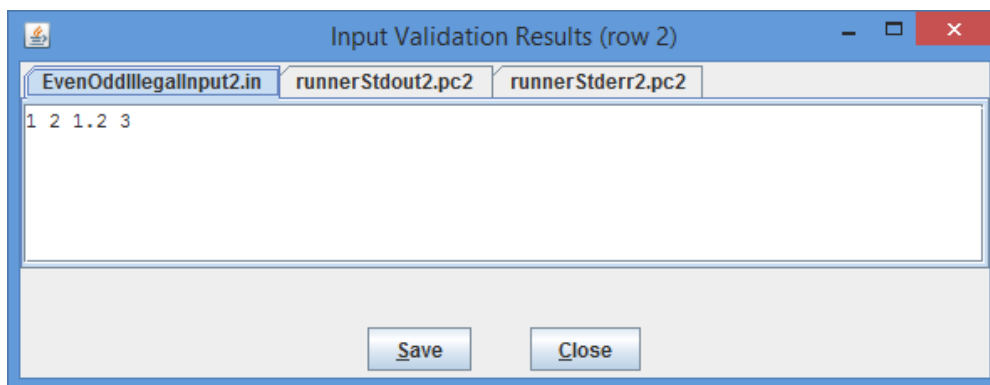 Input Validation Results (row 2)
EvenOddIllegalInput2.in runnerStdout2.pc2 runnerStderr2.pc2
1 2 1.2 3
Save Close